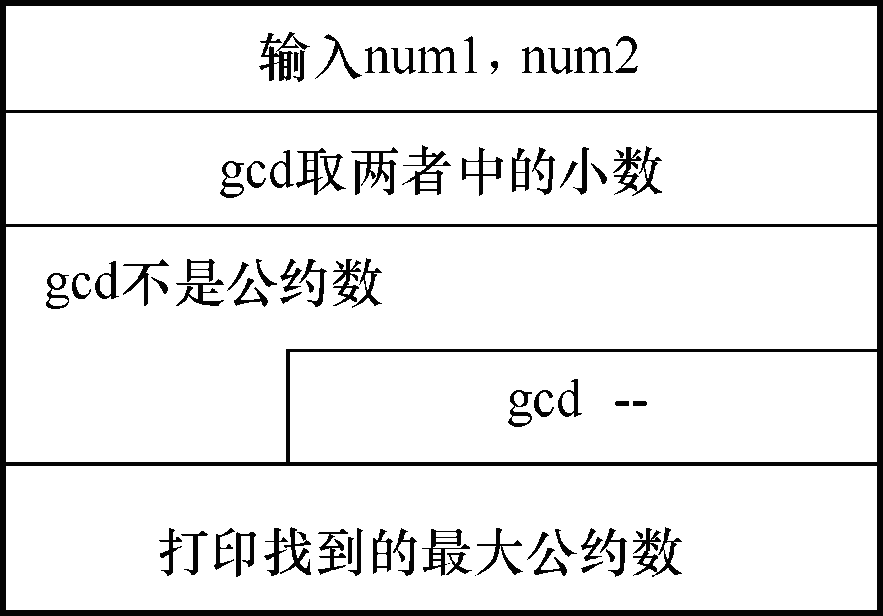 输入num1，num2
gcd取两者中的小数
gcd不是公约数
gcd --
打印找到的最大公约数